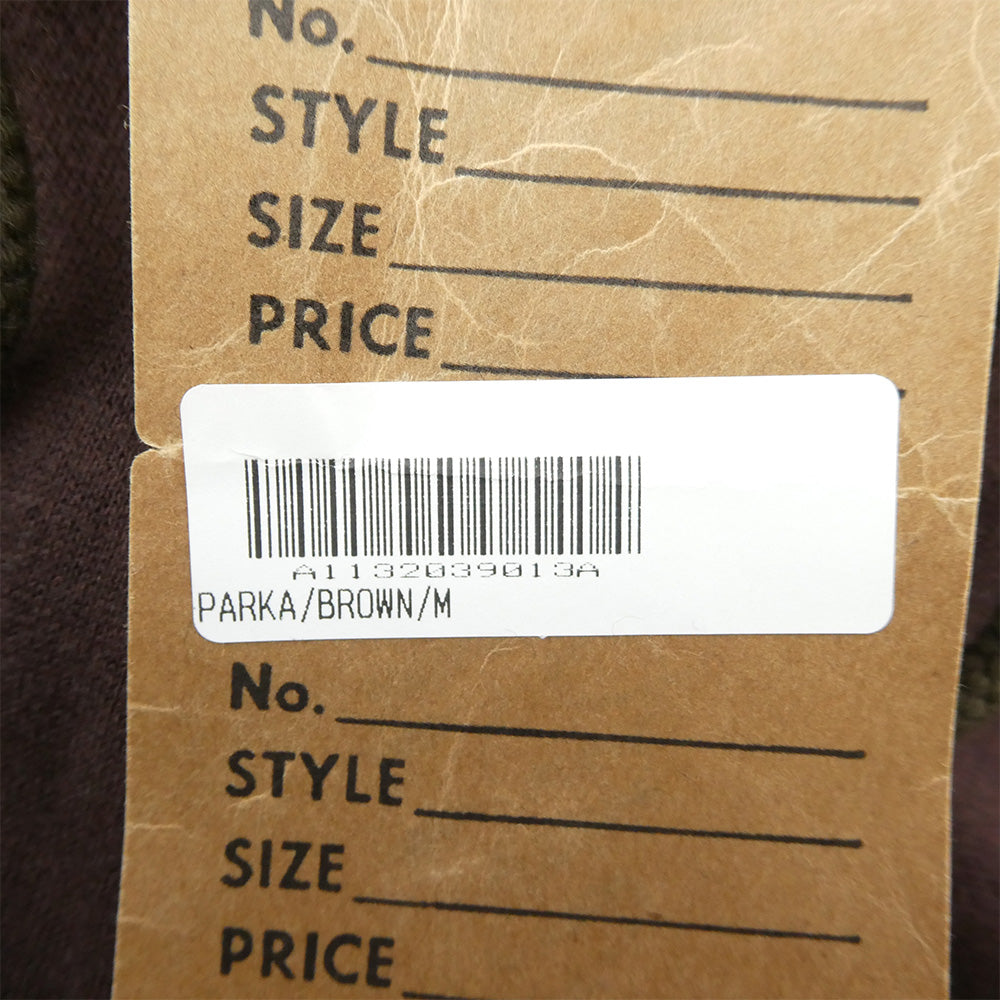 No.
STYLE
SIZE
PRICE
A1132039013A
PARKA/BROWN/M
No.
STYLE
SIZE
PRICE